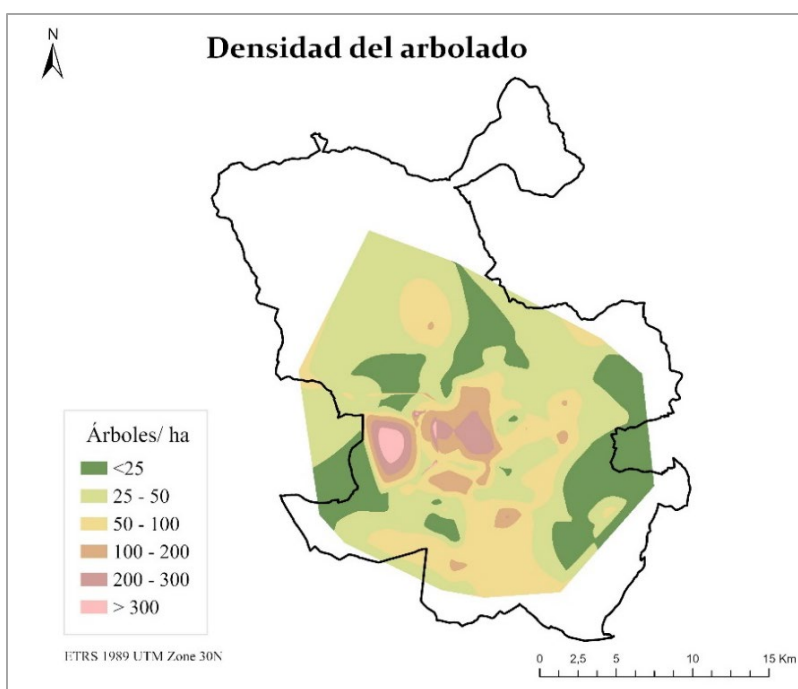 N
Densidad del arbolado
Árboles/ ha
<25
25 - 50
50 - 100
100 - 200
200 - 300
> 300
ETRS 1989 UTM Zone 30N
0 2,5 5 10 15 Km